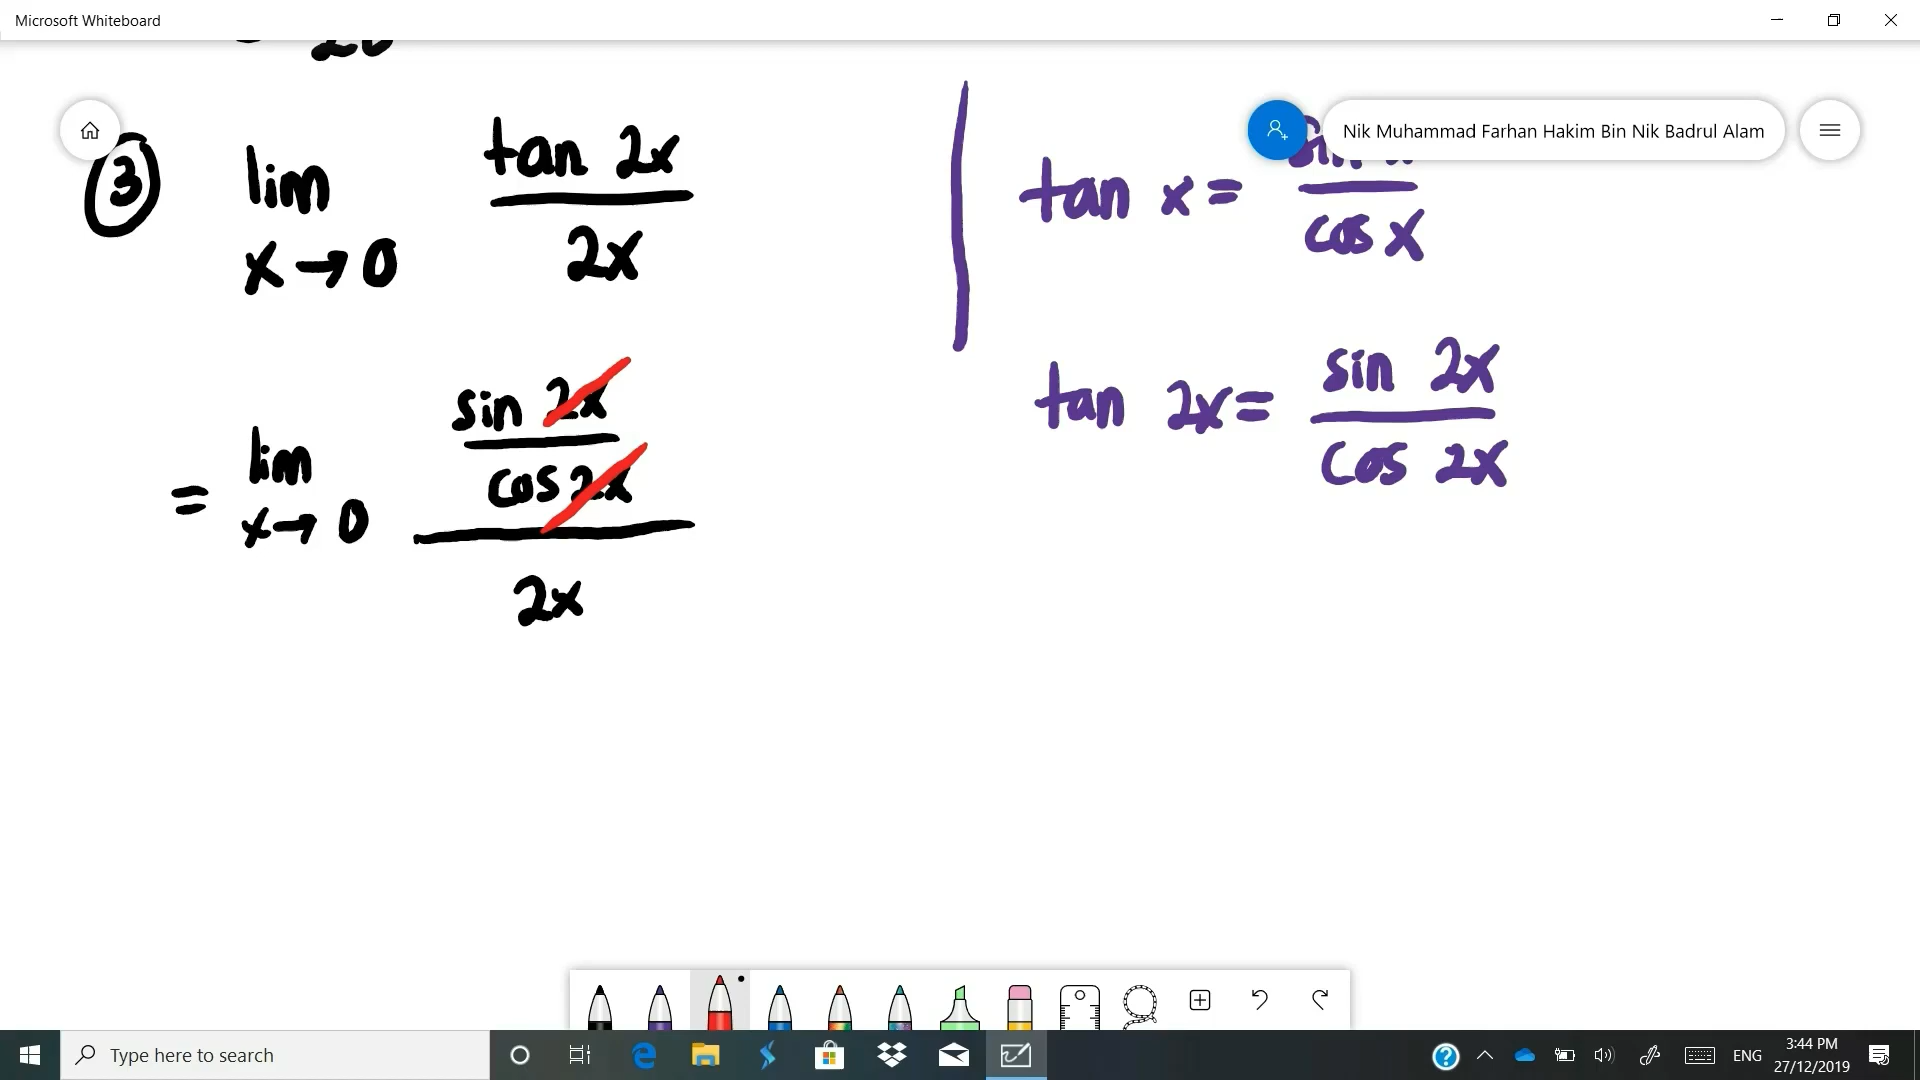 Microsoft Whiteboard
Nik Muhammad Farhan Hakim Bin Nik Badrul Alam
③ lim x→0 tan 2x / 2x
= lim x→0 (sin 2x / cos 2x) / 2x
tan x = sin x / cos x
tan 2x = sin 2x / cos 2x
Type here to search
ENG
3:44 PM
27/12/2019